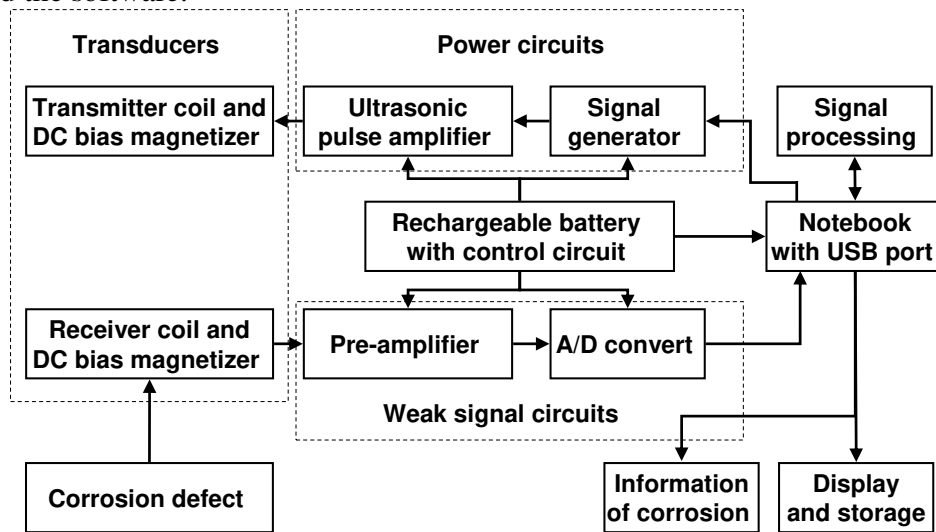 d the software.
Transducers
Power circuits
Transmitter coil and
DC bias magnetizer
Ultrasonic
pulse amplifier
Signal
generator
Signal
processing
Rechargeable battery
with control circuit
Notebook
with USB port
Receiver coil and
DC bias magnetizer
Pre-amplifier
A/D convert
Weak signal circuits
Corrosion defect
Information
of corrosion
Display
and storage